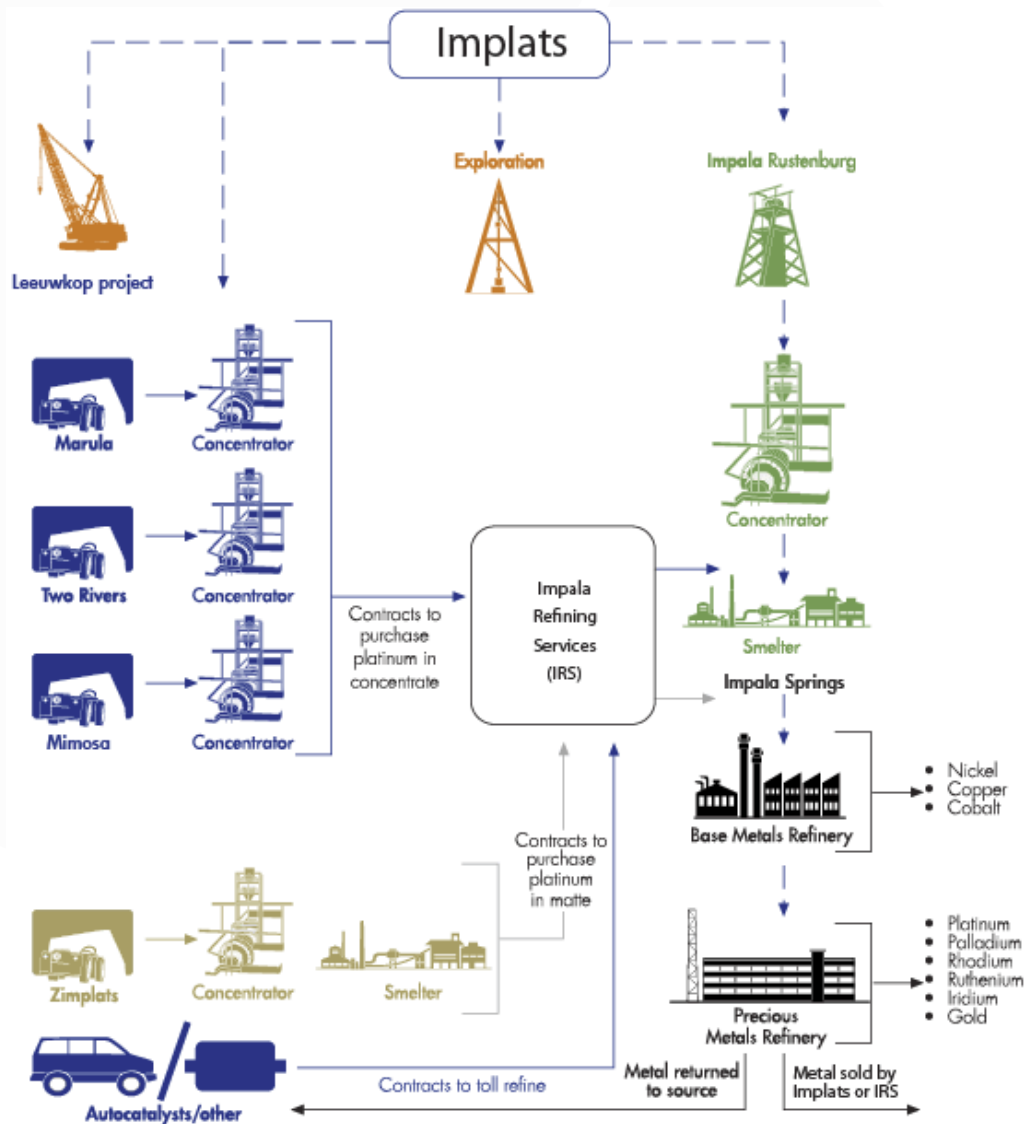 Implats
Exploration
Impala Rustenburg
Leeuwkop project
Marula
Concentrator
Two Rivers
Concentrator
Mimosa
Concentrator
Contracts to
purchase
platinum in
concentrate
Impala
Refining
Services
(IRS)
Concentrator
Smelter
Impala Springs
Base Metals Refinery
• Nickel
• Copper
• Cobalt
Contracts to
purchase
platinum
in matte
Zimplats
Concentrator
Smelter
Precious
Metals Refinery
• Platinum
• Palladium
• Rhodium
• Ruthenium
• Iridium
• Gold
Autocatalysts/other
Contracts to toll refine
Metal returned
to source
Metal sold by
Implats or IRS